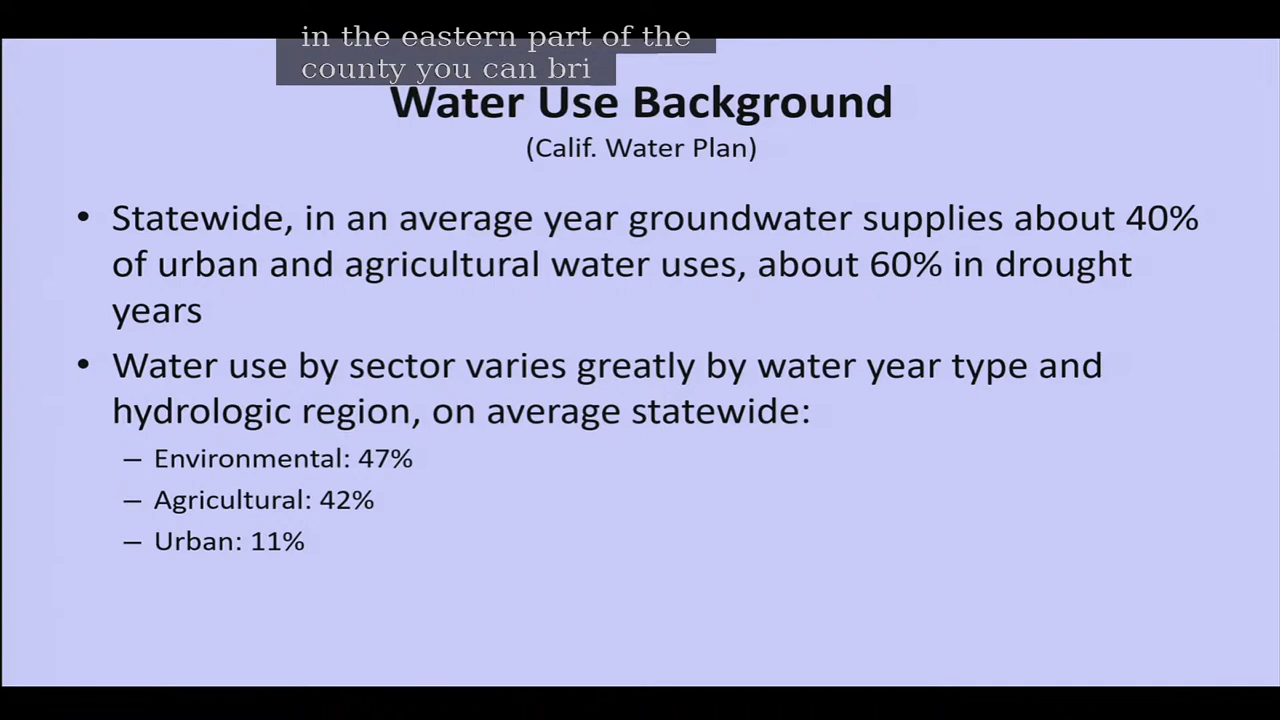 in the eastern part of the
county you can bri
Water Use Background
(Calif. Water Plan)
• Statewide, in an average year groundwater supplies about 40%
of urban and agricultural water uses, about 60% in drought
years
• Water use by sector varies greatly by water year type and
hydrologic region, on average statewide:
– Environmental: 47%
– Agricultural: 42%
– Urban: 11%